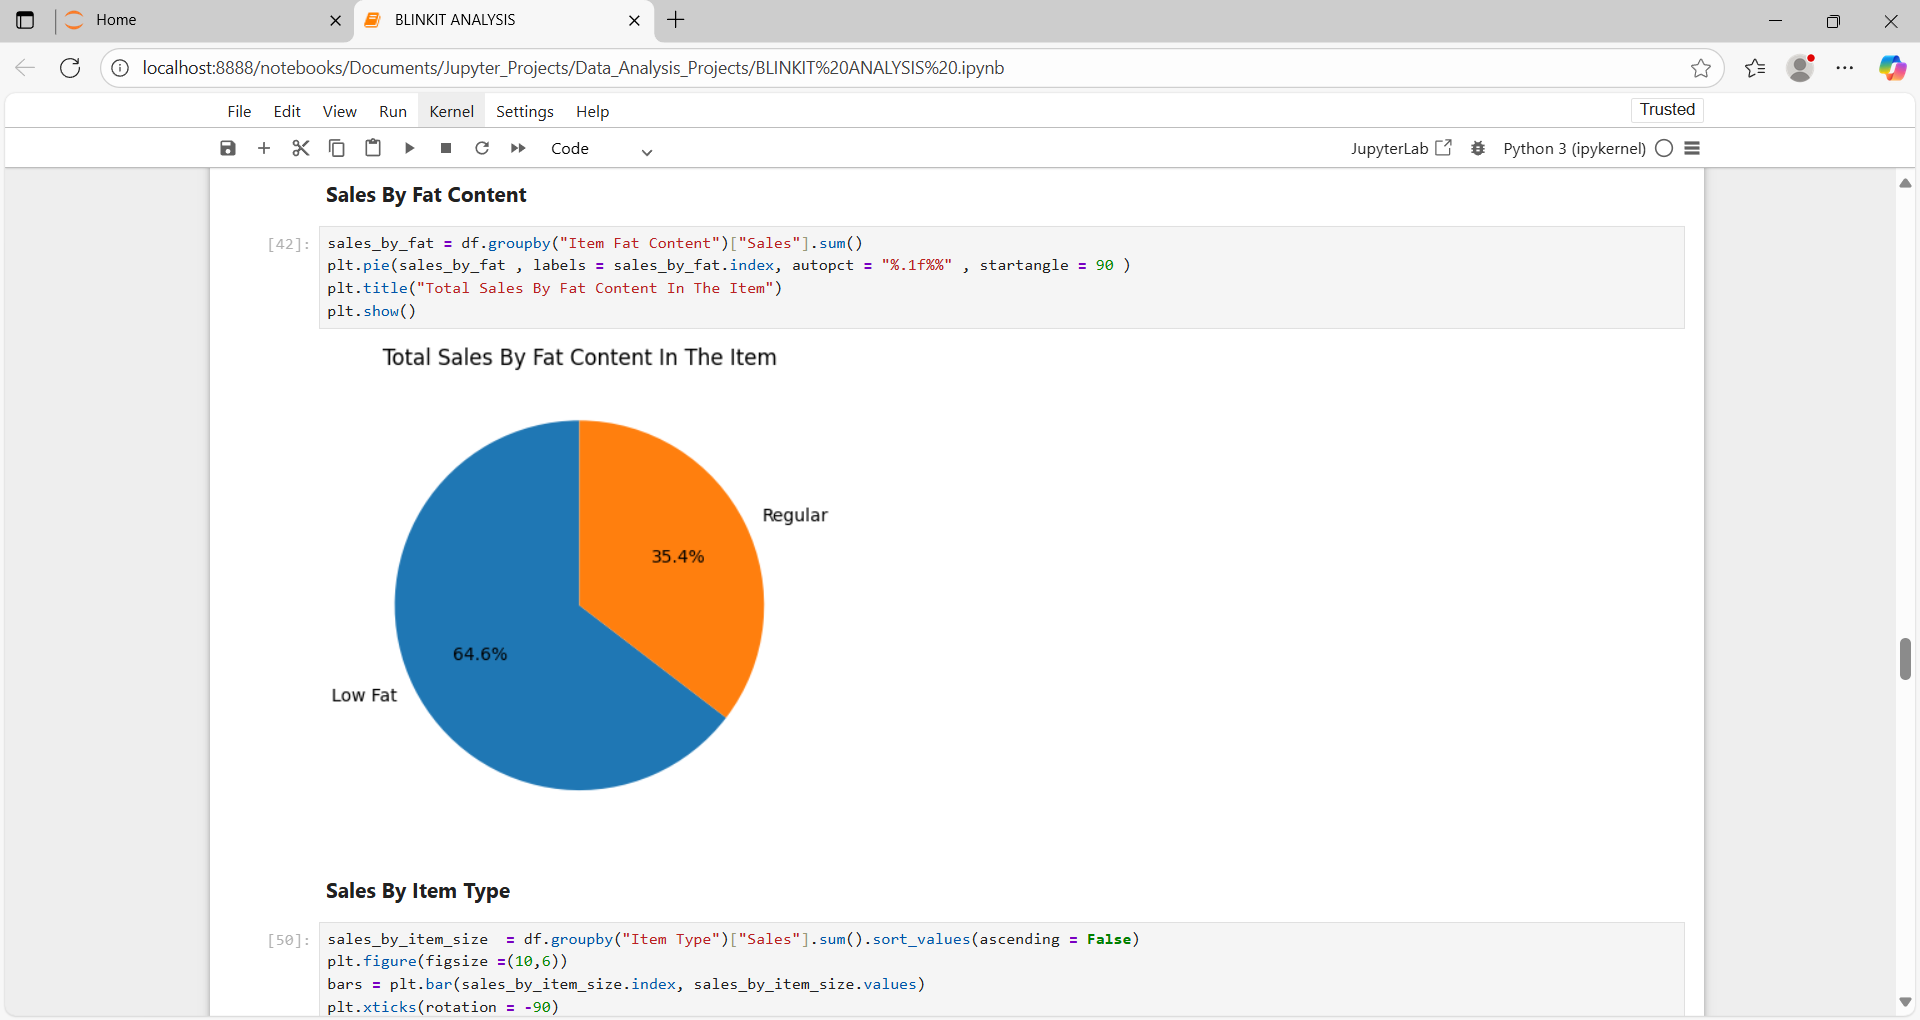 Home
BLINKIT ANALYSIS
localhost:8888/notebooks/Documents/Jupyter_Projects/Data_Analysis_Projects/BLINKIT%20ANALYSIS%20.ipynb
File Edit View Run Kernel Settings Help
Trusted
Code
JupyterLab
Python 3 (ipykernel)
Sales By Fat Content
[42]:
sales_by_fat = df.groupby("Item Fat Content")["Sales"].sum()
plt.pie(sales_by_fat , labels = sales_by_fat.index, autopct = "%.1f%%" , startangle = 90 )
plt.title("Total Sales By Fat Content In The Item")
plt.show()
Total Sales By Fat Content In The Item
Regular
35.4%
64.6%
Low Fat
Sales By Item Type
[50]:
sales_by_item_size  = df.groupby("Item Type")["Sales"].sum().sort_values(ascending = False)
plt.figure(figsize =(10,6))
bars = plt.bar(sales_by_item_size.index, sales_by_item_size.values)
plt.xticks(rotation = -90)